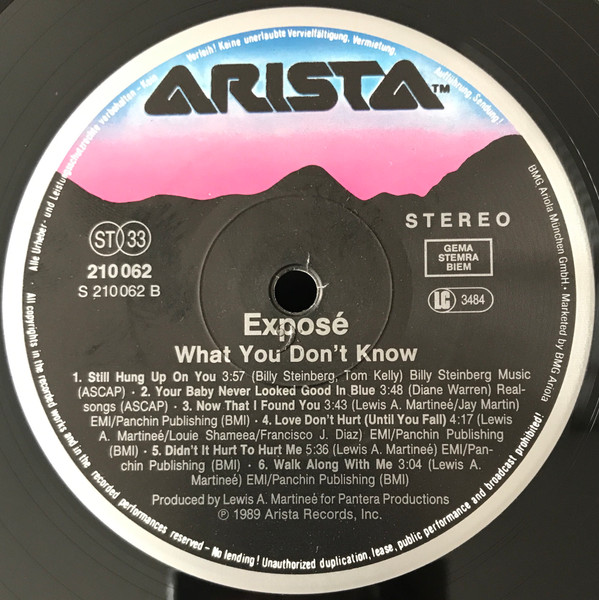 Alle Urheber- und Leistungsschutzrechte vorbehalten - Kein Verleih! Keine unerlaubte Vervielfältigung, Vermietung, Aufführung, Sendung!
ARISTA™
ST 33
STEREO
210 062
S 210 062 B
GEMA
STEMRA
BIEM
LC 3484
Exposé
What You Don't Know
1. Still Hung Up On You 3:57 (Billy Steinberg, Tom Kelly) Billy Steinberg Music
(ASCAP) · 2. Your Baby Never Looked Good In Blue 3:48 (Diane Warren) Real-
songs (ASCAP) · 3. Now That I Found You 3:43 (Lewis A. Martineé/Jay Martin)
EMI/Panchin Publishing (BMI) · 4. Love Don't Hurt (Until You Fall) 4:17 (Lewis
A. Martineé/Louie Shameea/Francisco J. Diaz) EMI/Panchin Publishing
(BMI) · 5. Didn't It Hurt To Hurt Me 5:36 (Lewis A. Martineé) EMI/Pan-
chin Publishing (BMI) · 6. Walk Along With Me 3:04 (Lewis A.
Martineé) EMI/Panchin Publishing (BMI)
Produced by Lewis A. Martineé for Pantera Productions
℗ 1989 Arista Records, Inc.
BMG Ariola München GmbH · Marketed by BMG Ariola
· All copyrights in the recorded works and in the recorded performances reserved – No lending! Unauthorized duplication, lease, public performance and broadcast prohibited!